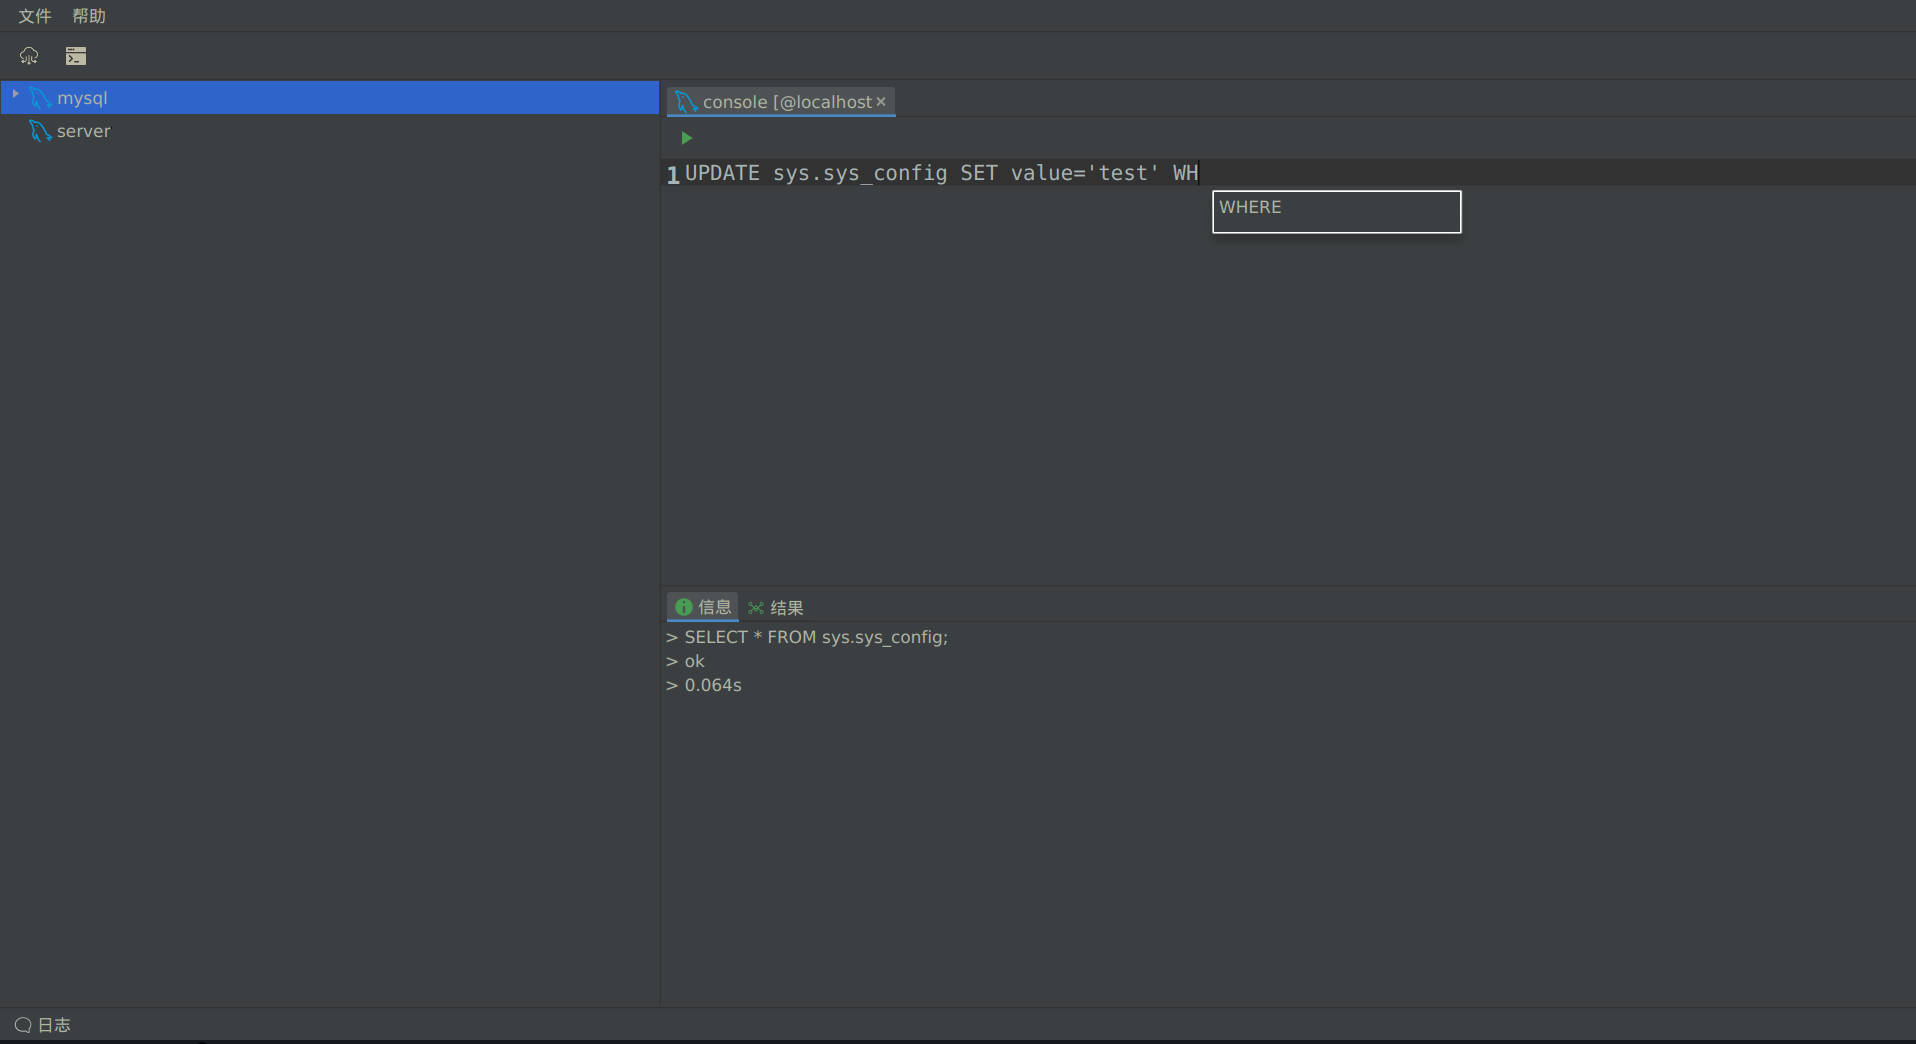 文件 帮助
mysql
server
console [@localhost
1 UPDATE sys.sys_config SET value='test' WH
WHERE
信息 结果
> SELECT * FROM sys.sys_config;
> ok
> 0.064s
日志